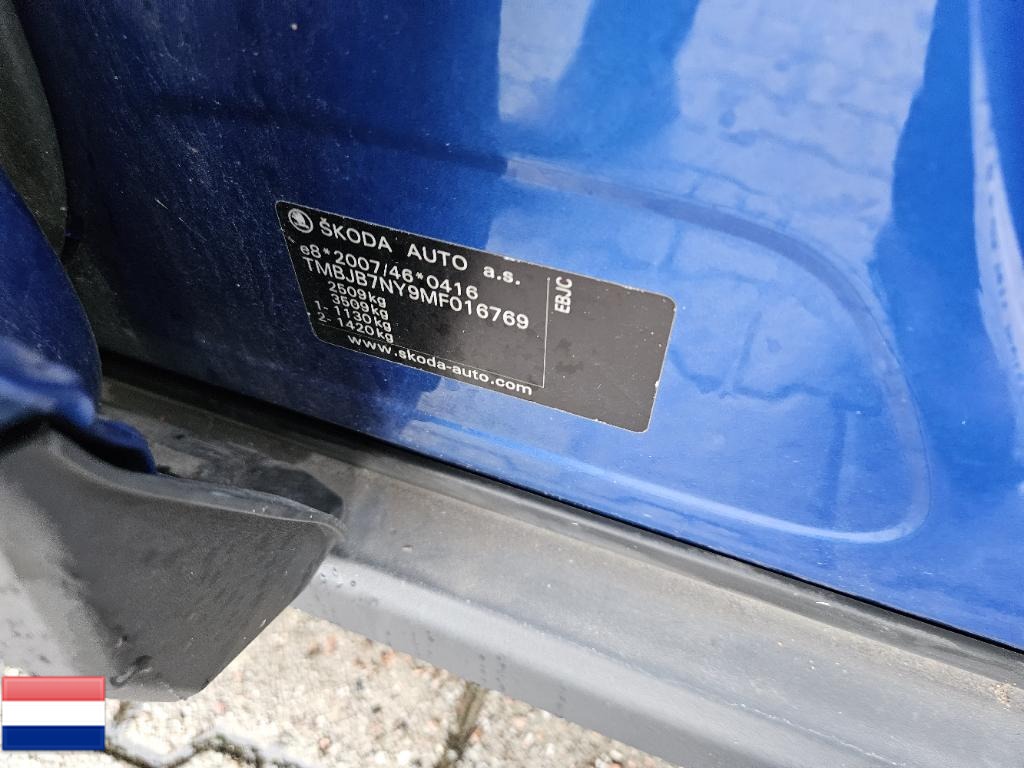 ŠKODA AUTO a.s.
e8*2007/46*0416
TMBJB7NY9MF016769
2509kg
3509kg
1- 1130kg
2- 1420kg
www.skoda-auto.com
EBJC